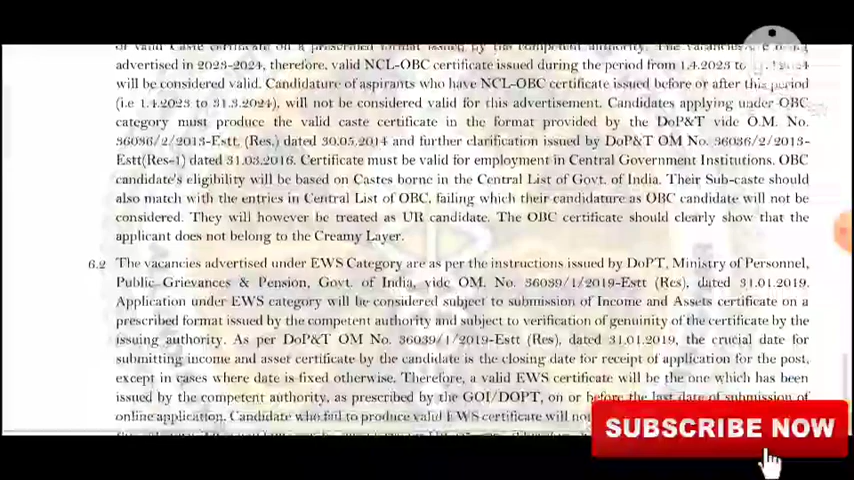 of valid Caste certificate on a prescribed format issued by the competent authority. The vacancies are being
advertised in 2023-2024, therefore, valid NCL-OBC certificate issued during the period from 1.4.2023 to
will be considered valid. Candidature of aspirants who have NCL-OBC certificate issued before or after this period
(i.e 1.4.2023 to 31.3.2024), will not be considered valid for this advertisement. Candidates applying under OBC
category must produce the valid caste certificate in the format provided by the DoP&T vide O.M. No.
36036/2/2013-Estt. (Res.) dated 30.05.2014 and further clarification issued by DoP&T OM No. 36036/2/2013-
Estt(Res-1) dated 31.03.2016. Certificate must be valid for employment in Central Government Institutions. OBC
candidate's eligibility will be based on Castes borne in the Central List of Govt. of India. Their Sub-caste should
also match with the entries in Central List of OBC, failing which their candidature as OBC candidate will not be
considered. They will however be treated as UR candidate. The OBC certificate should clearly show that the
applicant does not belong to the Creamy Layer.
6.2 The vacancies advertised under EWS Category are as per the instructions issued by DoPT, Ministry of Personnel,
Public Grievances & Pension, Govt. of India, vide OM. No. 36039/1/2019-Estt (Res), dated 31.01.2019.
Application under EWS category will be considered subject to submission of Income and Assets certificate on a
prescribed format issued by the competent authority and subject to verification of genuinity of the certificate by the
issuing authority. As per DoP&T OM No. 36039/1/2019-Estt (Res), dated 31.01.2019, the crucial date for
submitting income and asset certificate by the candidate is the closing date for receipt of application for the post,
except in cases where date is fixed otherwise. Therefore, a valid EWS certificate will be the one which has been
issued by the competent authority, as prescribed by the GOI/DOPT, on or before the last date of submission of
online application. Candidate who fail to produce valid EWS certificate will not
SUBSCRIBE NOW